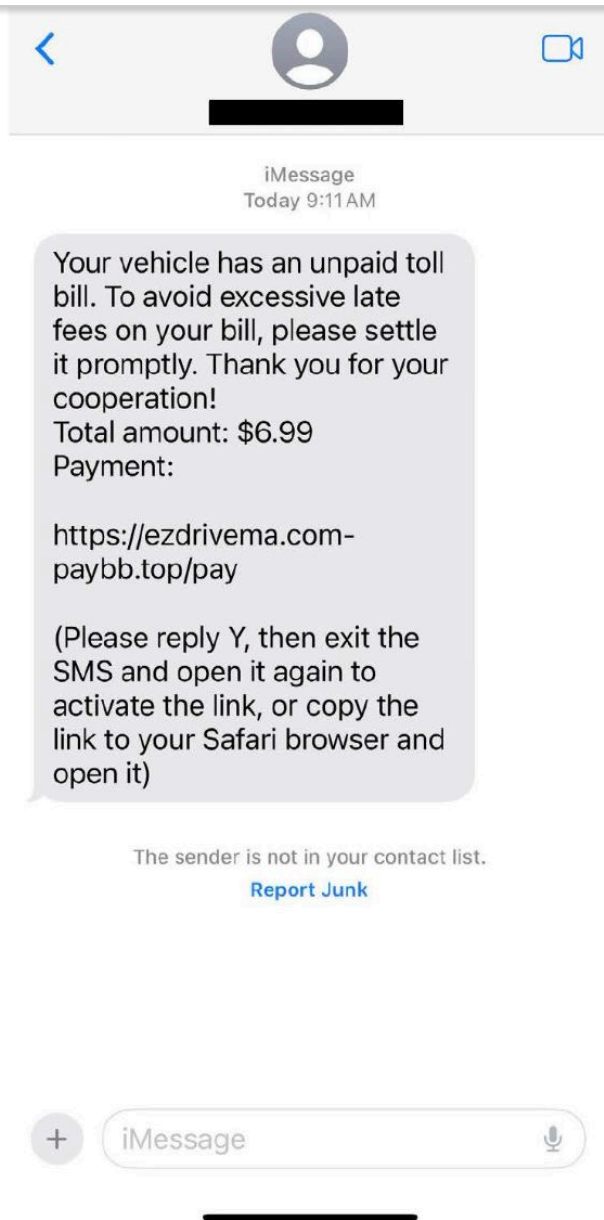 iMessage
Today 9:11 AM
Your vehicle has an unpaid toll
bill. To avoid excessive late
fees on your bill, please settle
it promptly. Thank you for your
cooperation!
Total amount: $6.99
Payment:
https://ezdrivema.com-
paybb.top/pay
(Please reply Y, then exit the
SMS and open it again to
activate the link, or copy the
link to your Safari browser and
open it)
The sender is not in your contact list.
Report Junk
iMessage